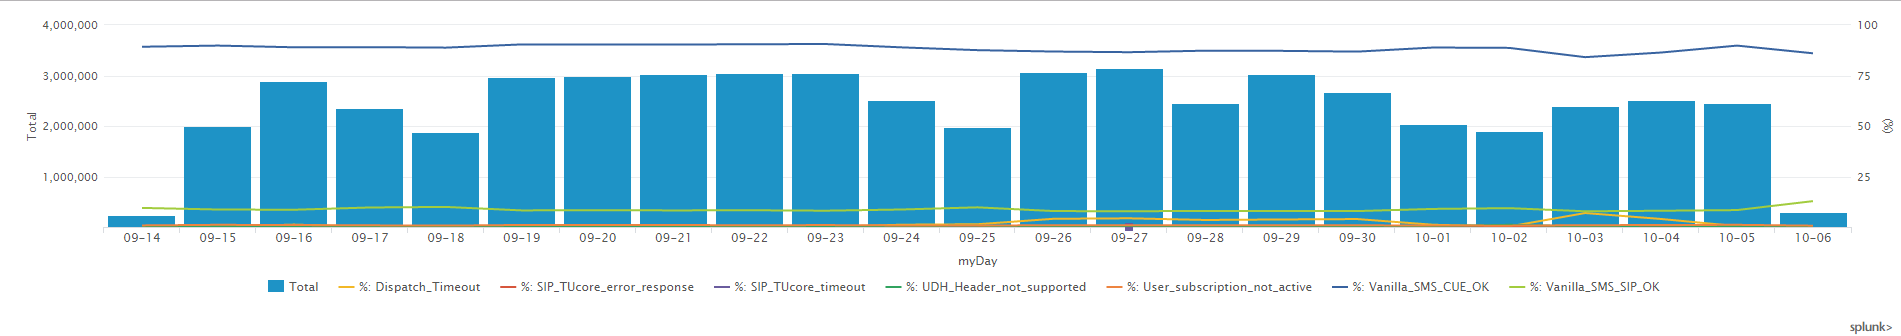 4,000,000
100
3,000,000
75
Total
2,000,000
50
(%)
1,000,000
25
09-14 09-15 09-16 09-17 09-18 09-19 09-20 09-21 09-22 09-23 09-24 09-25 09-26 09-27 09-28 09-29 09-30 10-01 10-02 10-03 10-04 10-05 10-06
myDay
Total %: Dispatch_Timeout %: SIP_TUcore_error_response %: SIP_TUcore_timeout %: UDH_Header_not_supported %: User_subscription_not_active %: Vanilla_SMS_CUE_OK %: Vanilla_SMS_SIP_OK
splunk>